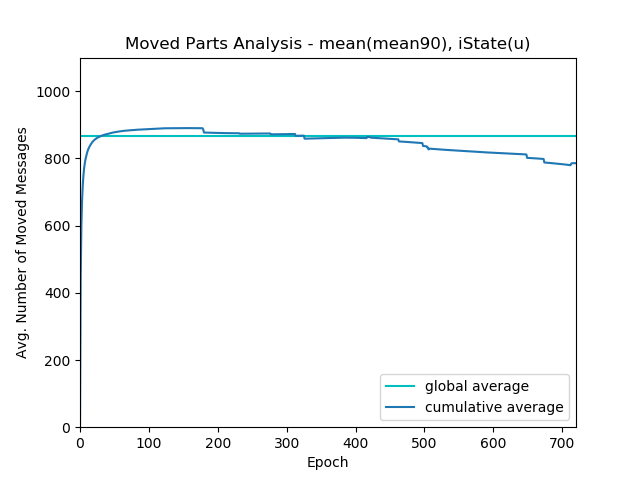 Moved Parts Analysis - mean(mean90), iState(u)
Avg. Number of Moved Messages
1000
800
600
400
200
0
0 100 200 300 400 500 600 700
Epoch
global average
cumulative average